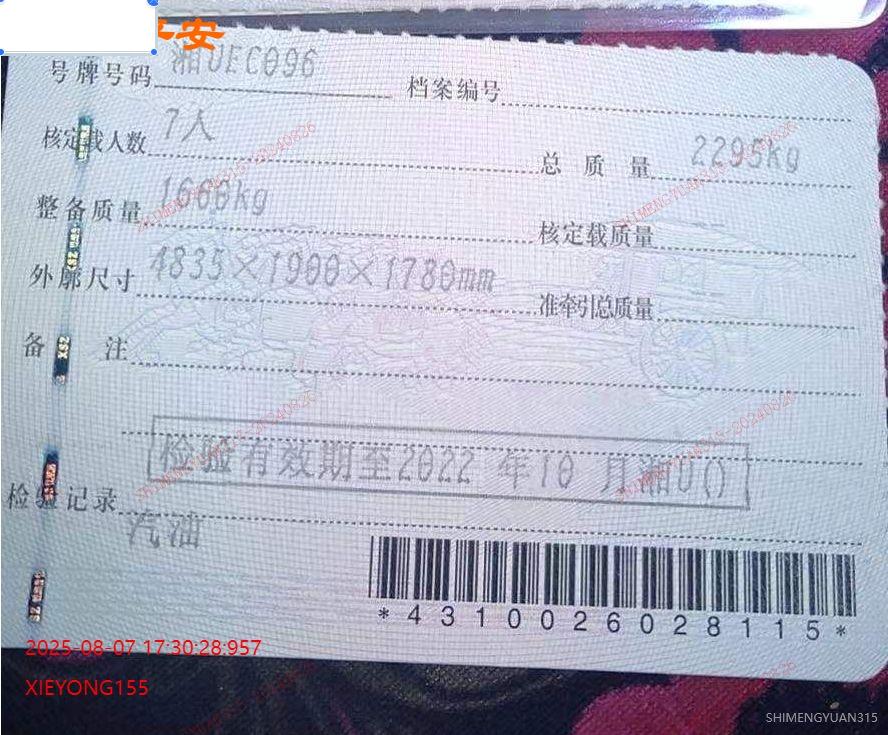 平安
号牌号码 湘UEC096 档案编号
核定载人数 7人 总质量 2295kg
整备质量 1660kg 核定载质量
外廓尺寸 4835×1900×1780mm 准牵引总质量
备注
检验有效期至2022年10月湘U()
检验记录
汽油
*4310026028115*
2025-08-07 17:30:28:957
XIEYONG155
SHIMENGYUAN315